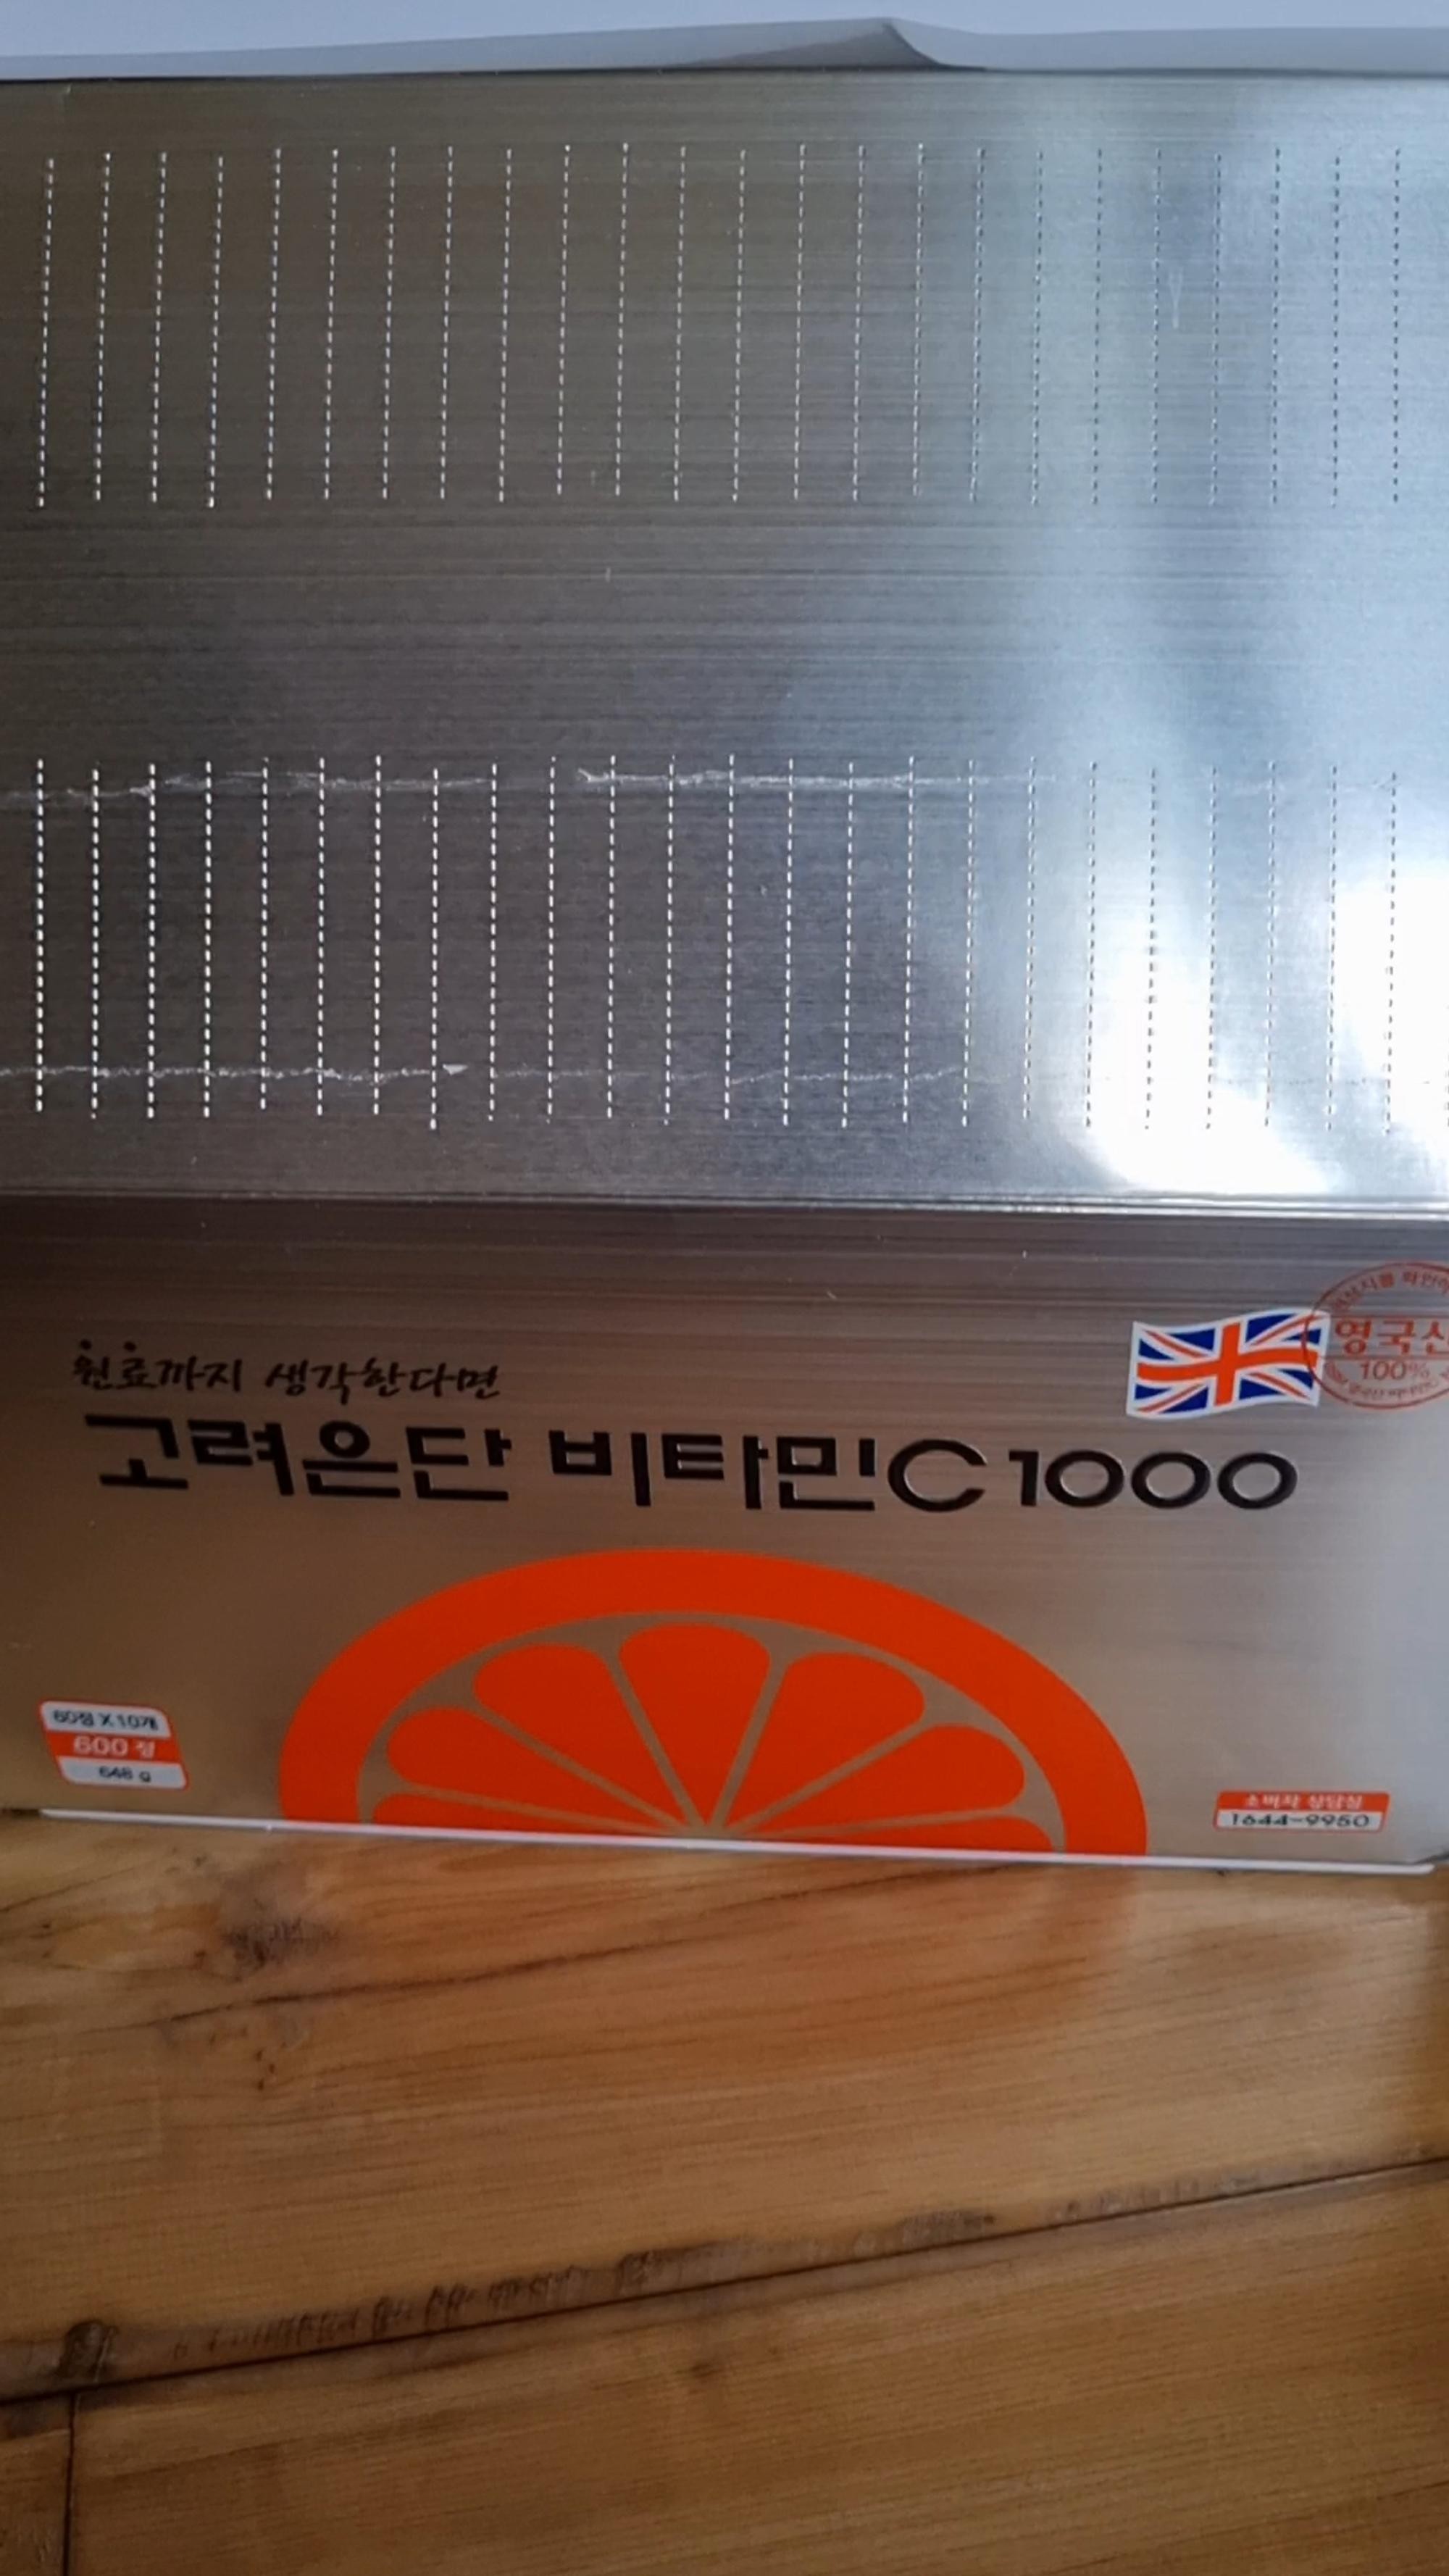 원료까지 생각한다면
고려은단 비타민C 1000
영국산
100%
60정 X 10개
600 정
648 g
소비자 상담실
1644-9950